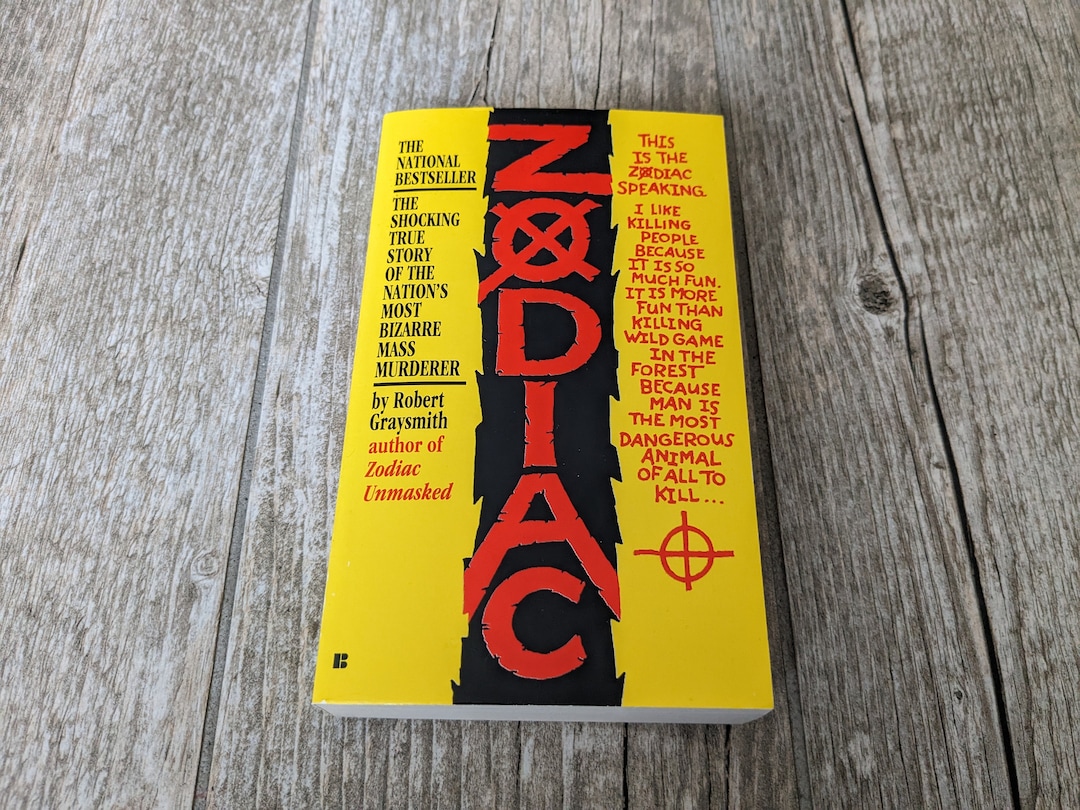 THE
NATIONAL
BESTSELLER
THE
SHOCKING
TRUE
STORY
OF THE
NATION'S
MOST
BIZARRE
MASS
MURDERER
by Robert
Graysmith
author of
Zodiac
Unmasked
B
ZODIAC
THIS
IS THE
ZODIAC
SPEAKING.
I LIKE
KILLING
PEOPLE
BECAUSE
IT IS SO
MUCH FUN.
IT IS MORE
FUN THAN
KILLING
WILD GAME
IN THE
FOREST
BECAUSE
MAN IS
THE MOST
DANGEROUS
ANIMAL
OF ALL TO
KILL...